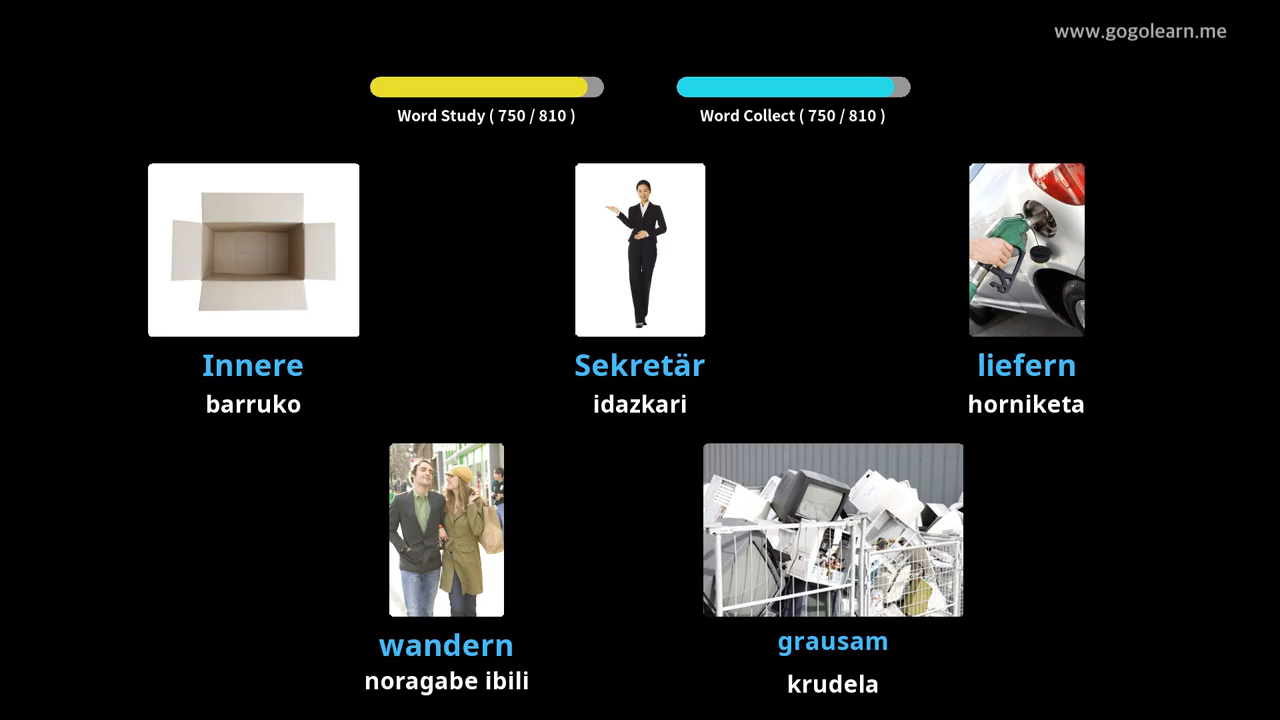 www.gogolearn.me
Word Study ( 750 / 810 )
Word Collect ( 750 / 810 )
Innere
barruko
Sekretär
idazkari
liefern
horniketa
wandern
noragabe ibili
grausam
krudela